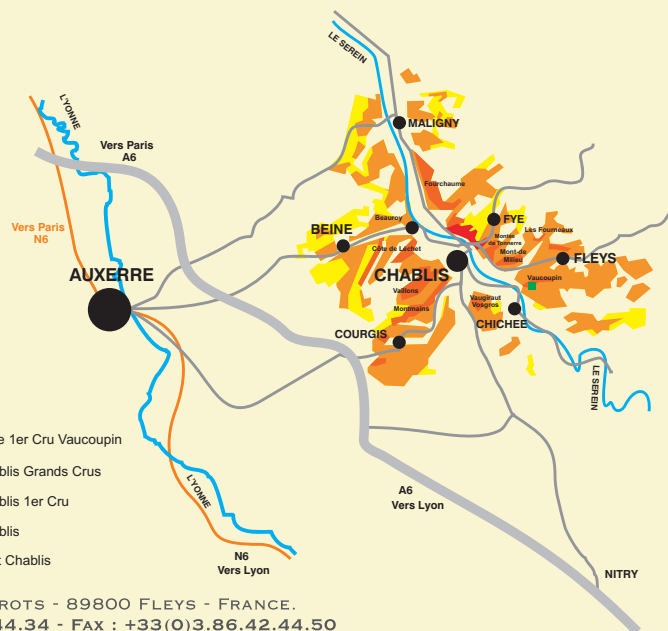 LE SEREIN
L'YONNE
MALIGNY
Vers Paris
A6
Fourchaume
Vers Paris
N6
Beauroy
FYE
BEINE
Montée
de Tonnerre
Les Fourneaux
Côte de Léchet
Mont-de
Milieu
FLEYS
AUXERRE
CHABLIS
Vaucoupin
Vaillons
Vaugiraut
Vosgros
Montmains
CHICHEE
COURGIS
LE SEREIN
e 1er Cru Vaucoupin
blis Grands Crus
blis 1er Cru
blis
t Chablis
L'YONNE
A6
Vers Lyon
N6
Vers Lyon
NITRY
ROTS - 89800 FLEYS - FRANCE.
44.34 - FAX : +33(0)3.86.42.44.50